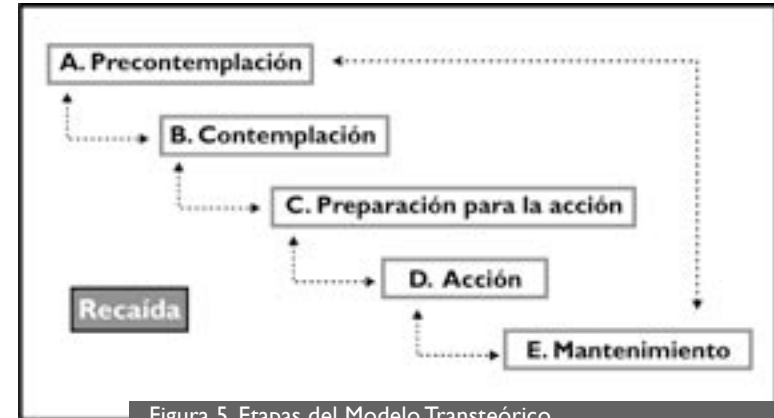 A. Precontemplación
B. Contemplación
C. Preparación para la acción
D. Acción
Recaída
E. Mantenimiento
Figura 5. Etapas del Modelo Transteórico